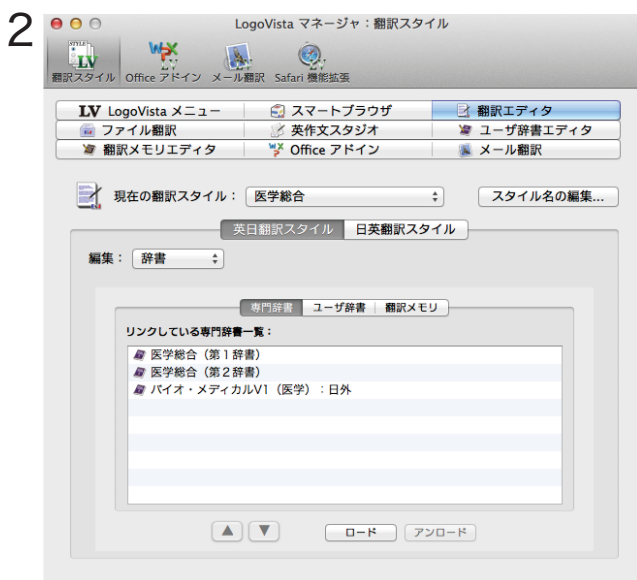 2
LogoVista マネージャ：翻訳スタイル
翻訳スタイル Office アドイン メール翻訳 Safari 機能拡張
LV LogoVista メニュー スマートブラウザ 翻訳エディタ
ファイル翻訳 英作文スタジオ ユーザ辞書エディタ
翻訳メモリエディタ Office アドイン メール翻訳
現在の翻訳スタイル： 医学総合 スタイル名の編集...
英日翻訳スタイル 日英翻訳スタイル
編集： 辞書
専門辞書 ユーザ辞書 翻訳メモリ
リンクしている専門辞書一覧：
医学総合（第１辞書）
医学総合（第２辞書）
バイオ・メディカルV1（医学）：日外
ロード アンロード